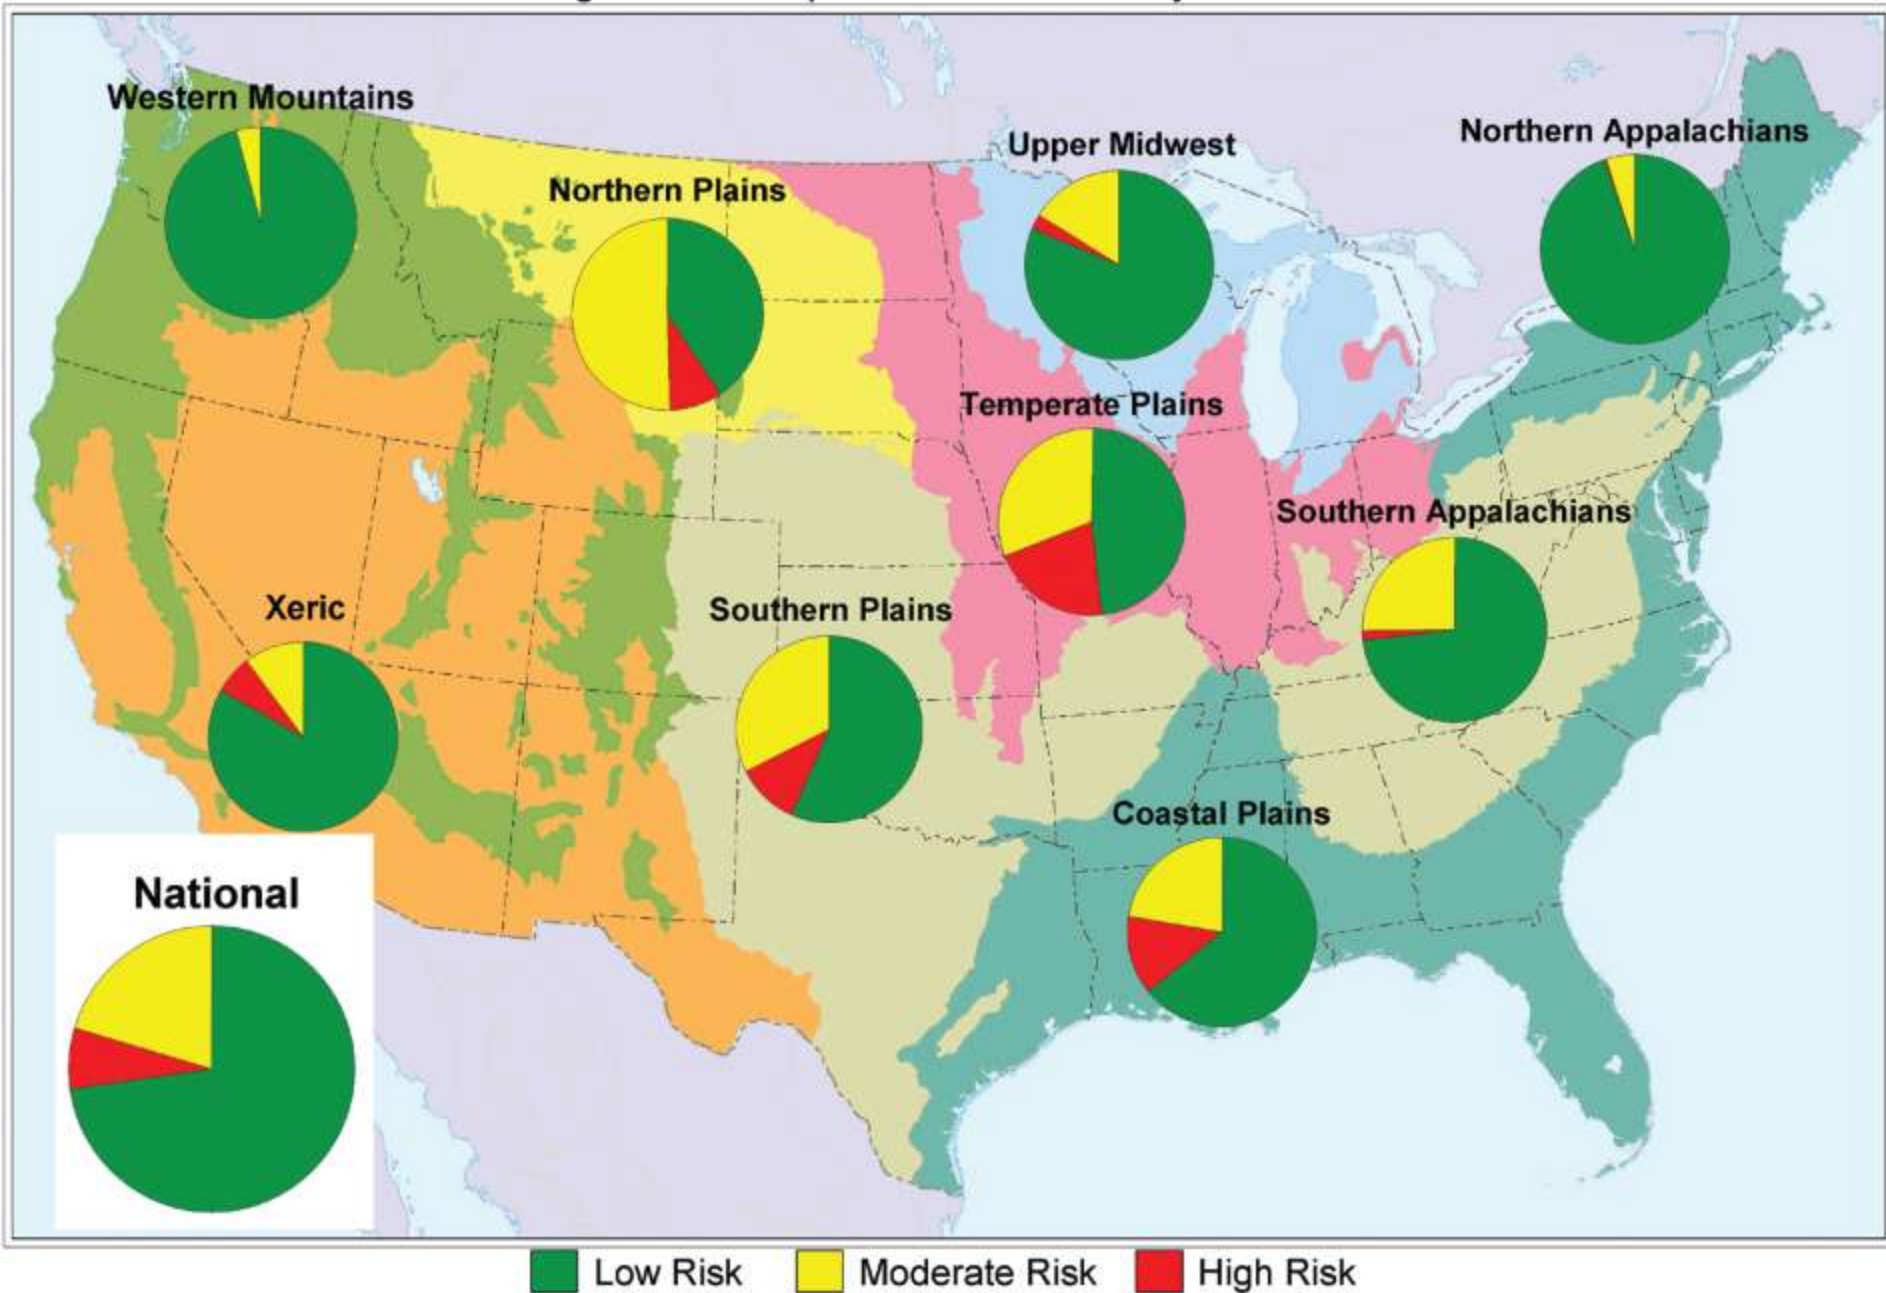 Western Mountains
Northern Appalachians
Upper Midwest
Northern Plains
Temperate Plains
Southern Appalachians
Xeric
Southern Plains
Coastal Plains
National
Low Risk
Moderate Risk
High Risk